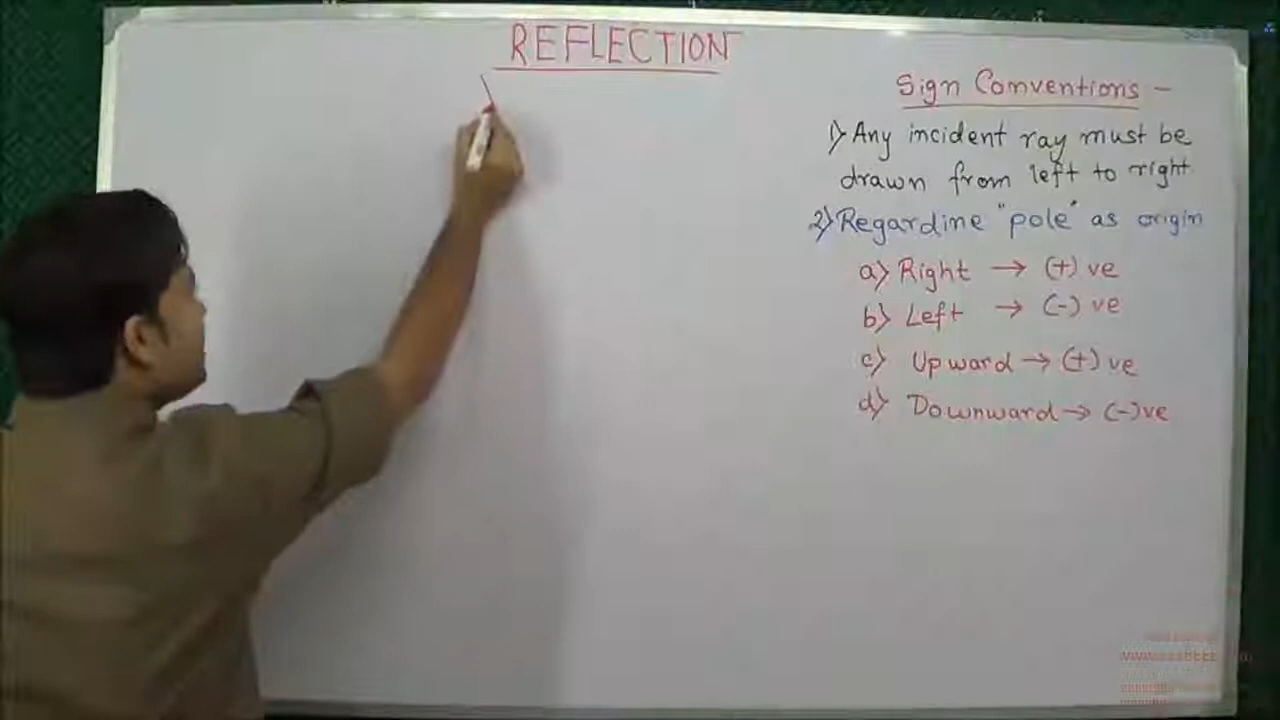 REFLECTION
Sign Conventions -
1) Any incident ray must be
drawn from left to right.
2) Regardine "pole" as origin
a) Right → (+) ve
b) Left → (-) ve
c) Upward → (+) ve
d) Downward → (-)ve